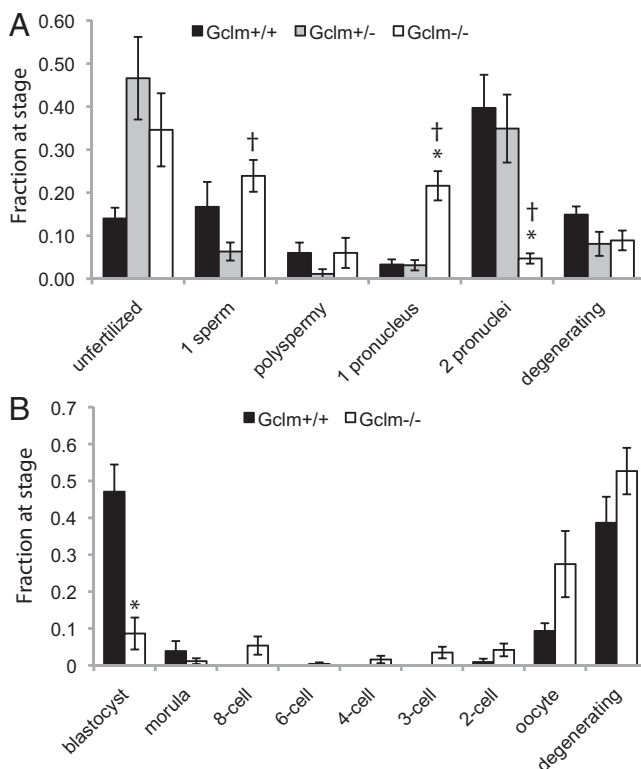 A
Gclm+/+ Gclm+/- Gclm-/-
Fraction at stage
0.60
0.50
0.40
0.30
0.20
0.10
0.00
†
†
*
†
*
unfertilized
1 sperm
polyspermy
1 pronucleus
2 pronuclei
degenerating
B
Gclm+/+ Gclm-/-
Fraction at stage
0.7
0.6
0.5
0.4
0.3
0.2
0.1
0
*
blastocyst
morula
8-cell
6-cell
4-cell
3-cell
2-cell
oocyte
degenerating